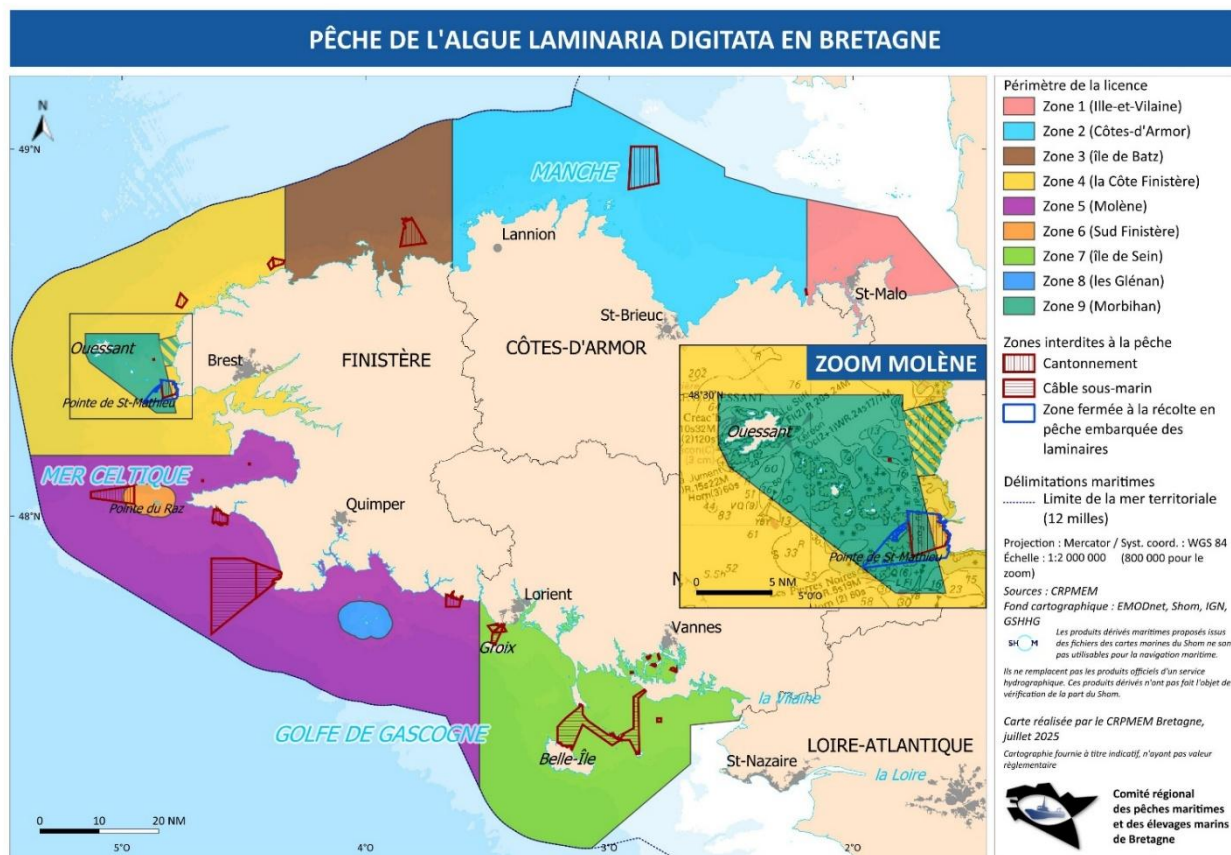 PÊCHE DE L'ALGUE LAMINARIA DIGITATA EN BRETAGNE
N
49°N
48°N
MANCHE
Lannion
St-Malo
St-Brieuc
Ouessant
Brest
FINISTÈRE
CÔTES-D'ARMOR
Pointe de St-Mathieu
MER CELTIQUE
Pointe du Raz
Quimper
Lorient
Groix
Vannes
la Vilaine
GOLFE DE GASCOGNE
Belle-Île
St-Nazaire
LOIRE-ATLANTIQUE
la Loire
0 10 20 NM
5°O
4°O
3°O
2°O
ZOOM MOLÈNE
48°30'N
Ouessant
Pointe de St-Mathieu
0 5 NM
5°0'O
Périmètre de la licence
Zone 1 (Ille-et-Vilaine)
Zone 2 (Côtes-d'Armor)
Zone 3 (île de Batz)
Zone 4 (la Côte Finistère)
Zone 5 (Molène)
Zone 6 (Sud Finistère)
Zone 7 (île de Sein)
Zone 8 (les Glénan)
Zone 9 (Morbihan)
Zones interdites à la pêche
Cantonnement
Câble sous-marin
Zone fermée à la récolte en
pêche embarquée des
laminaires
Délimitations maritimes
Limite de la mer territoriale
(12 milles)
Projection : Mercator / Syst. coord. : WGS 84
Échelle : 1:2 000 000 (800 000 pour le
zoom)
Sources : CRPMEM
Fond cartographique : EMODnet, Shom, IGN,
GSHHG
SHOM
Les produits dérivés maritimes proposés issus
des fichiers des cartes marines du Shom ne son
pas utilisables pour la navigation maritime.
Ils ne remplacent pas les produits officiels d'un service
hydrographique. Ces produits dérivés n'ont pas fait l'objet de
vérification de la part du Shom.
Carte réalisée par le CRPMEM Bretagne,
juillet 2025
Cartographie fournie à titre indicatif, n'ayant pas valeur
règlementaire
Comité régional
des pêches maritimes
et des élevages marins
de Bretagne